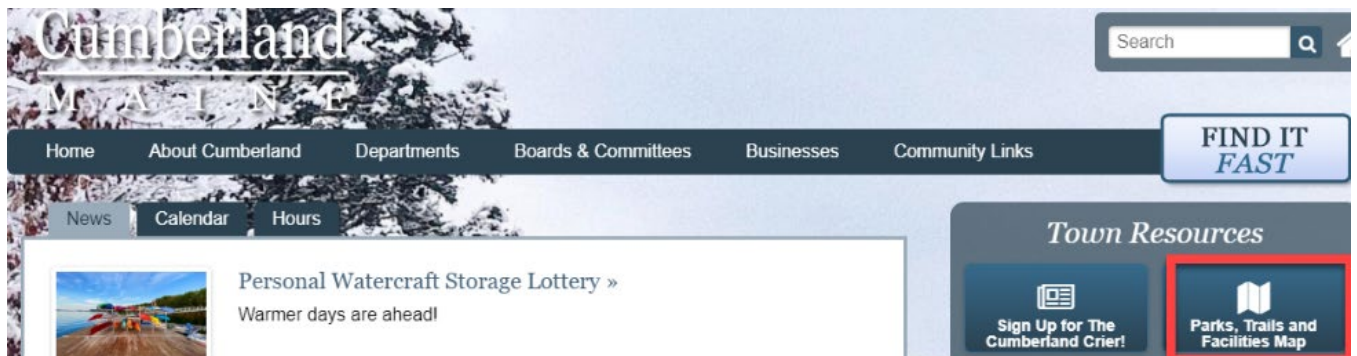 Cumberland
MAINE
Search
Home About Cumberland Departments Boards & Committees Businesses Community Links
FIND IT
FAST
News Calendar Hours
Town Resources
Personal Watercraft Storage Lottery »
Warmer days are ahead!
Sign Up for The
Cumberland Crier!
Parks, Trails and
Facilities Map